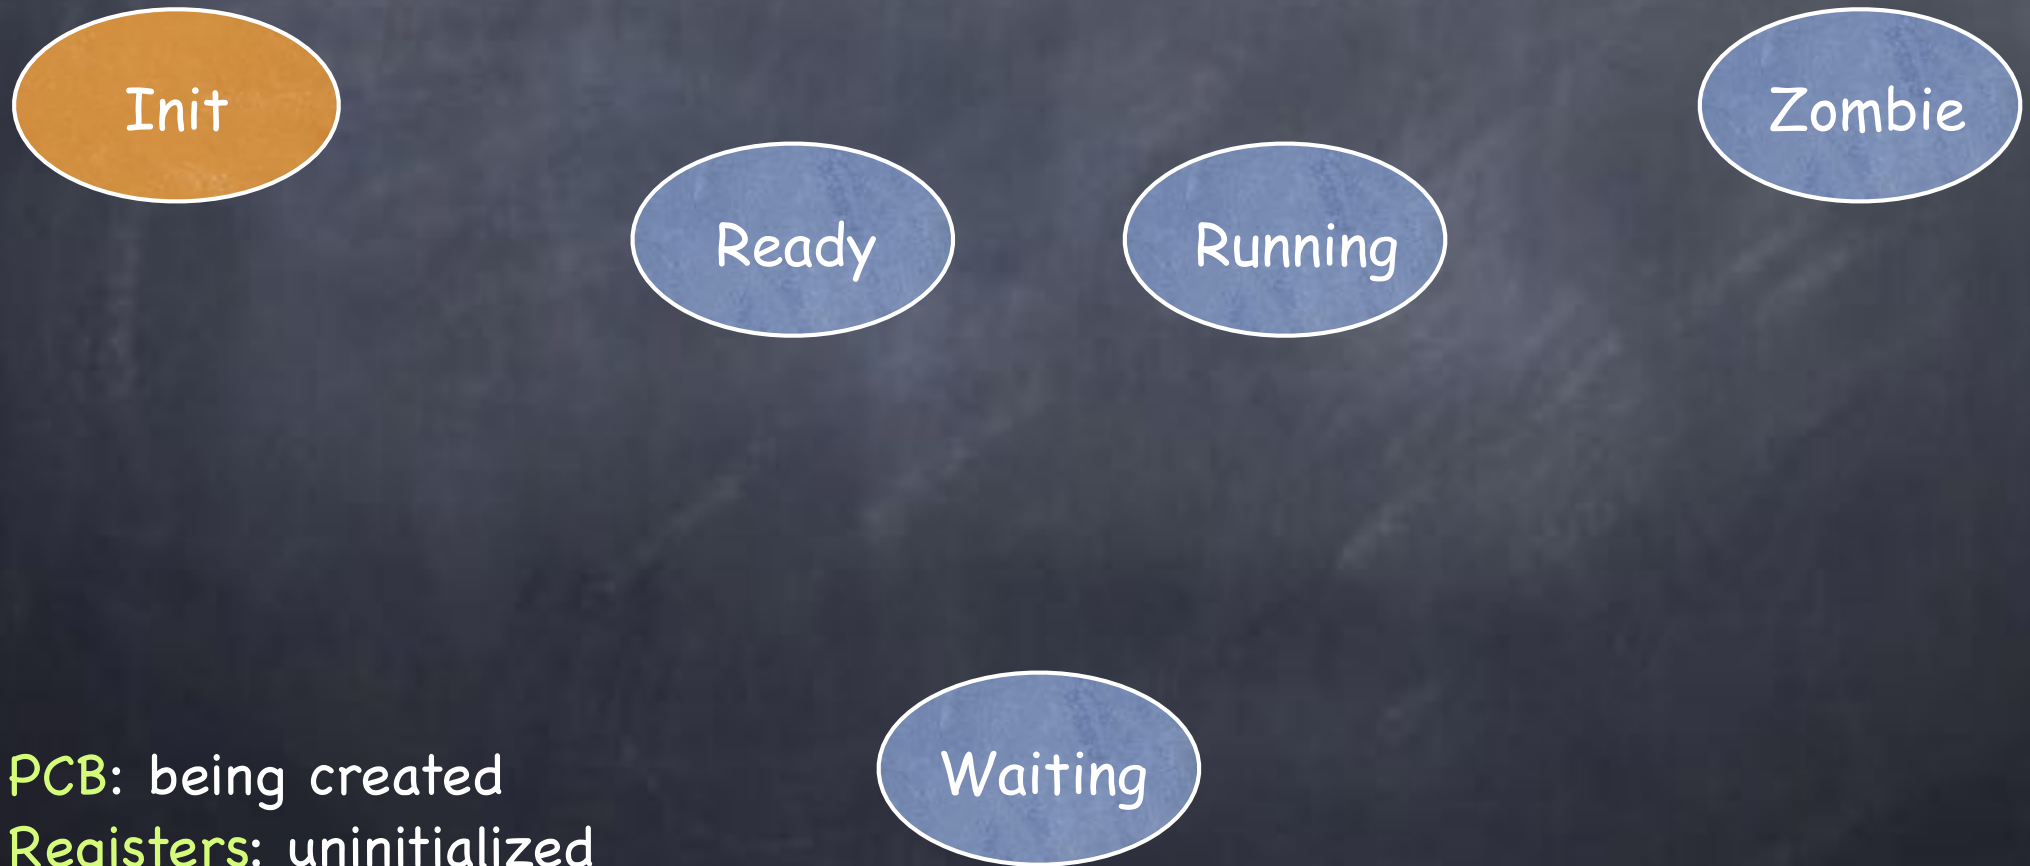 Init
Zombie
Ready
Running
Waiting
PCB: being created
Registers: uninitialized